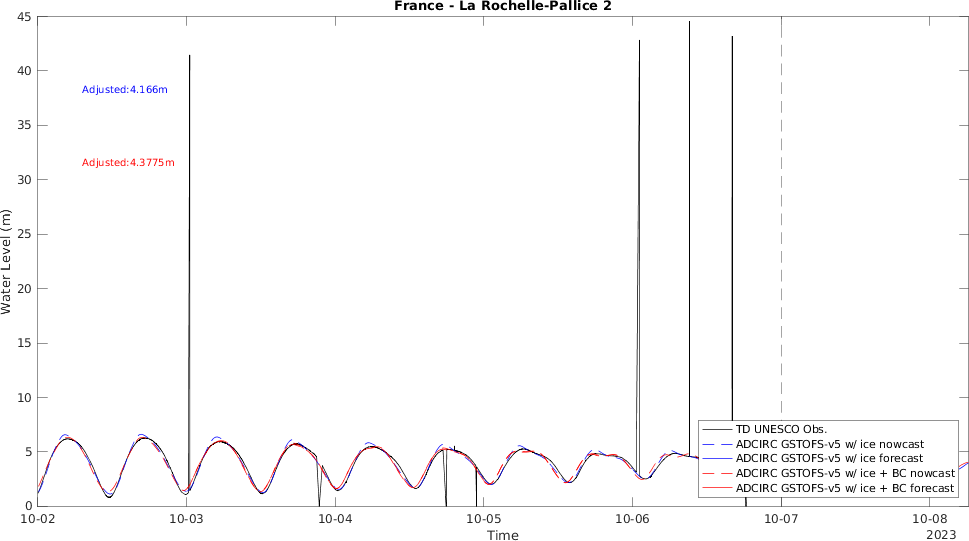 France - La Rochelle-Pallice 2
45
40
35
30
25
20
15
10
5
0
Water Level (m)
Adjusted:4.166m
Adjusted:4.3775m
TD UNESCO Obs.
ADCIRC GSTOFS-v5 w/ ice nowcast
ADCIRC GSTOFS-v5 w/ ice forecast
ADCIRC GSTOFS-v5 w/ ice + BC nowcast
ADCIRC GSTOFS-v5 w/ ice + BC forecast
10-02 10-03 10-04 10-05 10-06 10-07 10-08
Time
2023